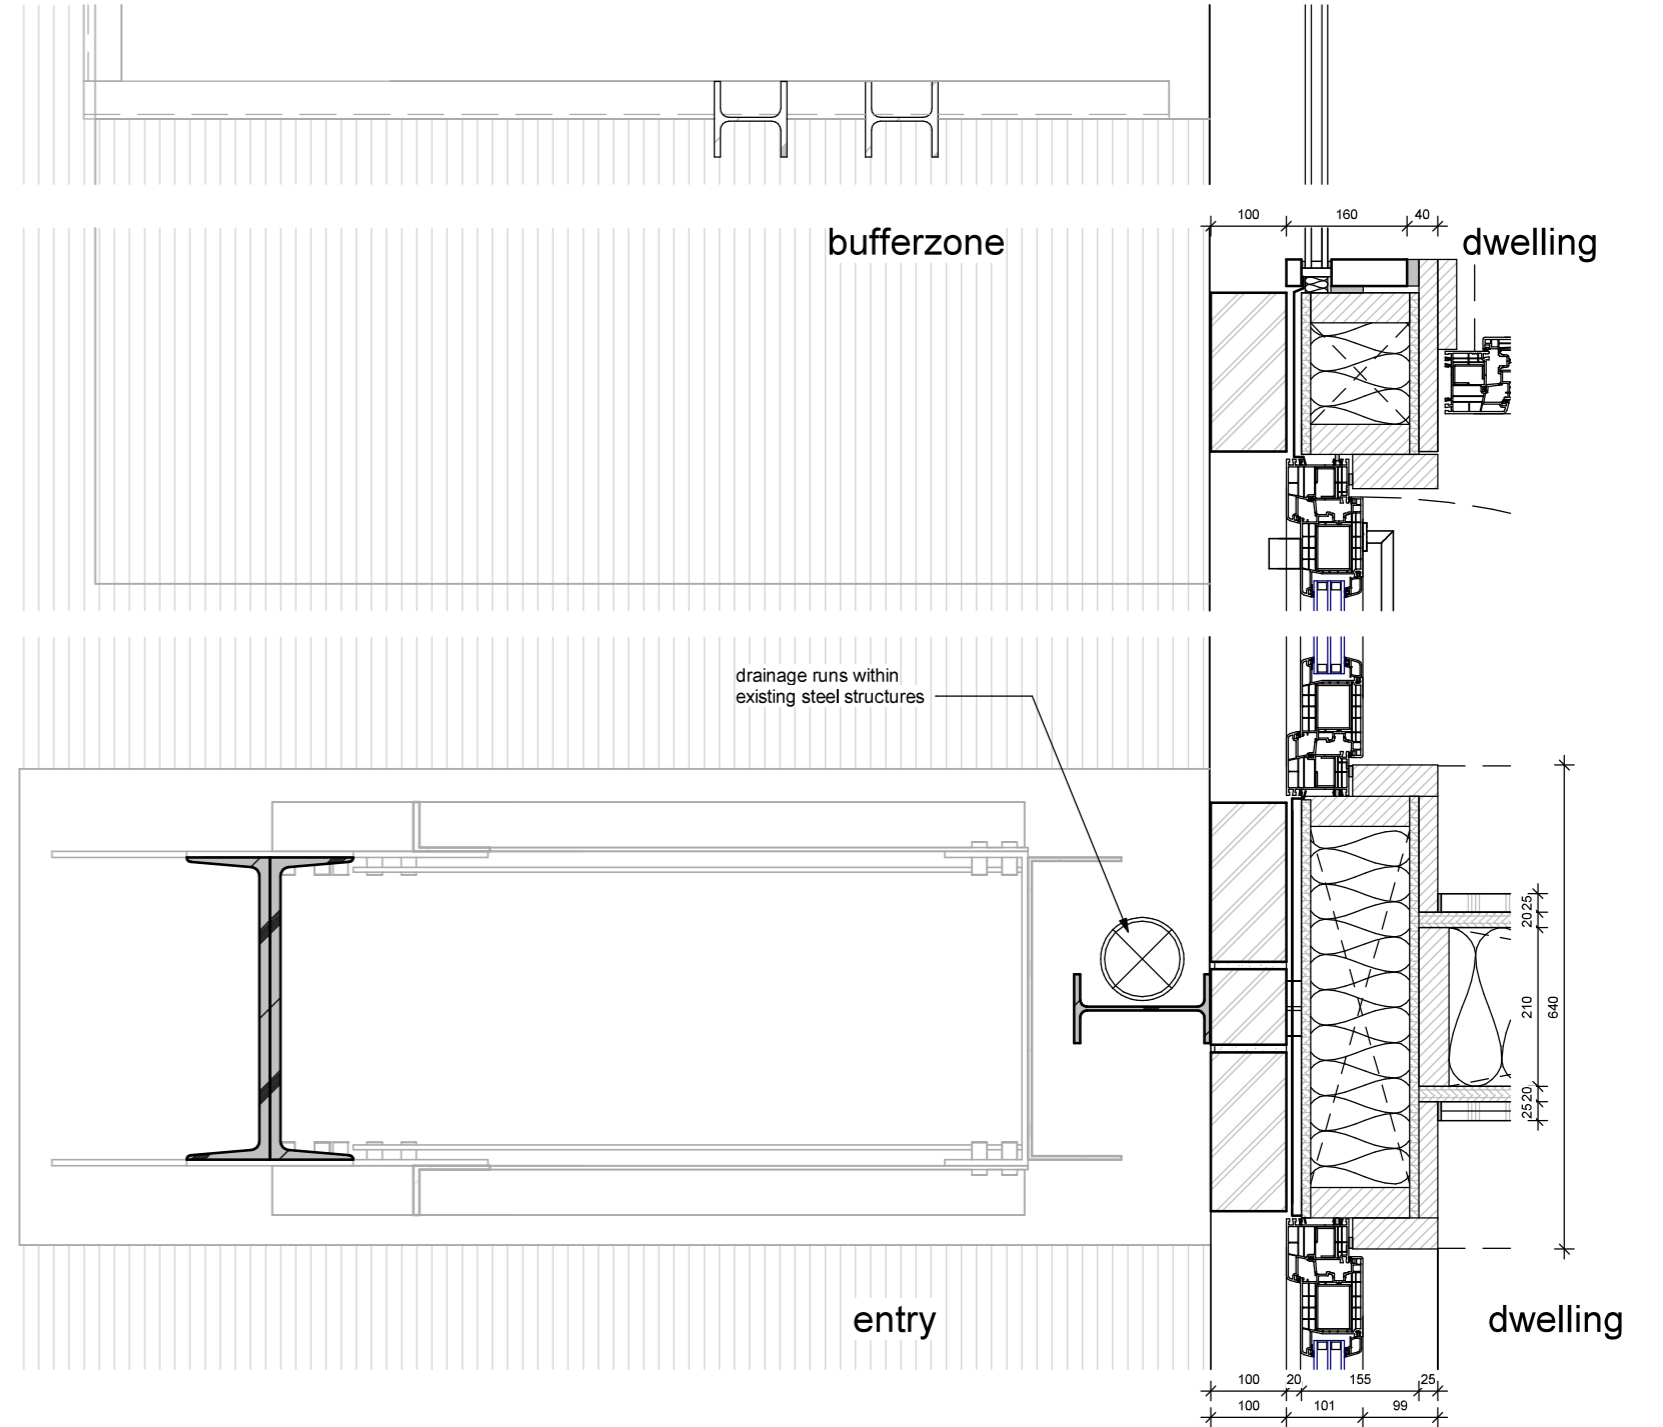 100 160 40
bufferzone
dwelling
drainage runs within
existing steel structures
25
20
210
20
25
640
entry
dwelling
100 20 155 25
100 101 99